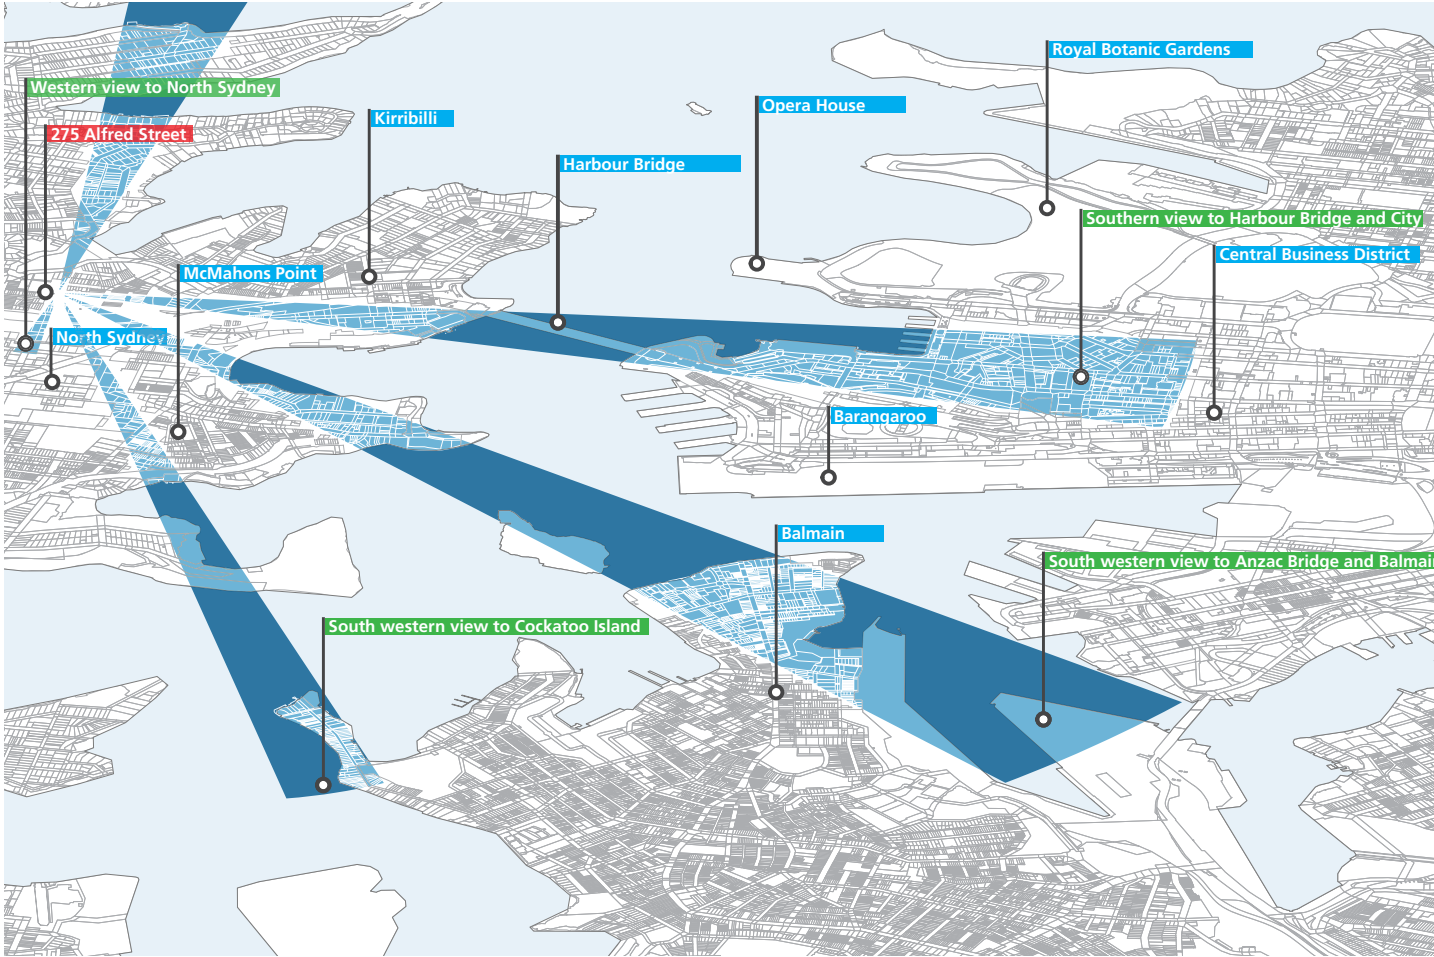 Royal Botanic Gardens
Western view to North Sydney
Opera House
Kirribilli
275 Alfred Street
Harbour Bridge
Southern view to Harbour Bridge and City
Central Business District
McMahons Point
North Sydney
Barangaroo
Balmain
South western view to Anzac Bridge and Balmain
South western view to Cockatoo Island